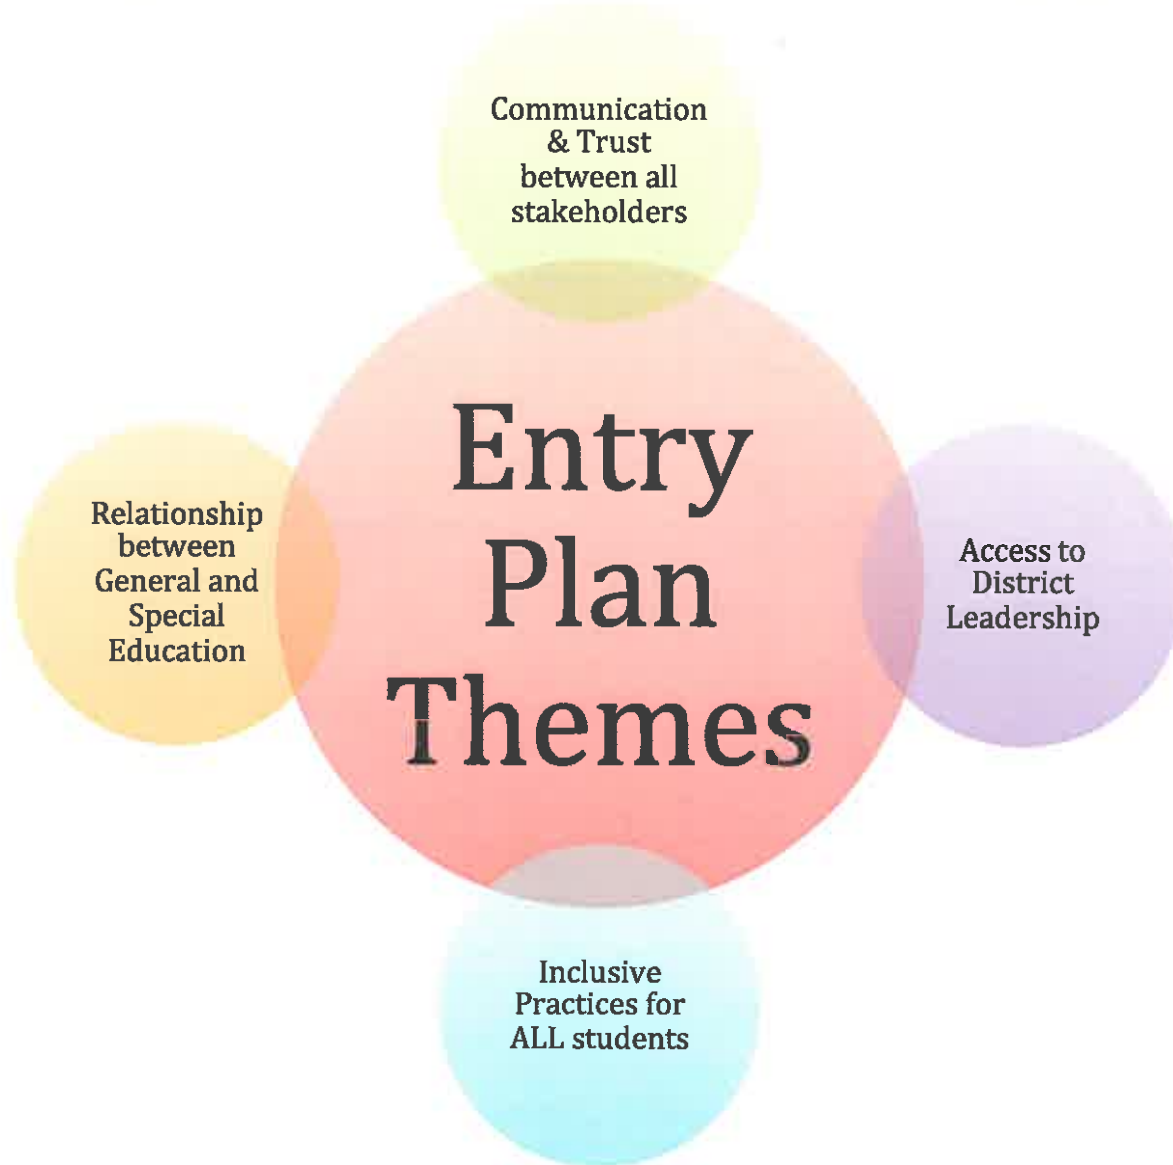 Communication
& Trust
between all
stakeholders
Entry
Plan
Themes
Relationship
between
General and
Special
Education
Access to
District
Leadership
Inclusive
Practices for
ALL students